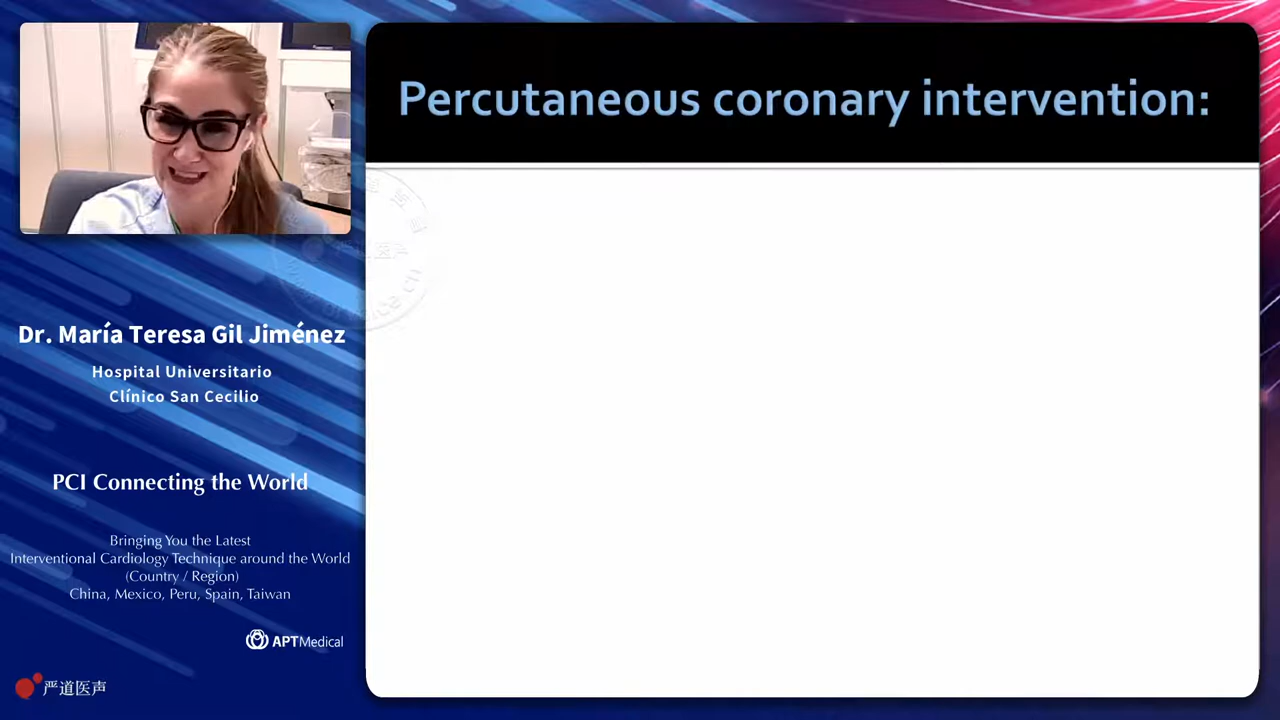 Percutaneous coronary intervention:
Dr. María Teresa Gil Jiménez
Hospital Universitario
Clínico San Cecilio
PCI Connecting the World
Bringing You the Latest
Interventional Cardiology Technique around the World
(Country / Region)
China, Mexico, Peru, Spain, Taiwan
APTMedical
严道医声